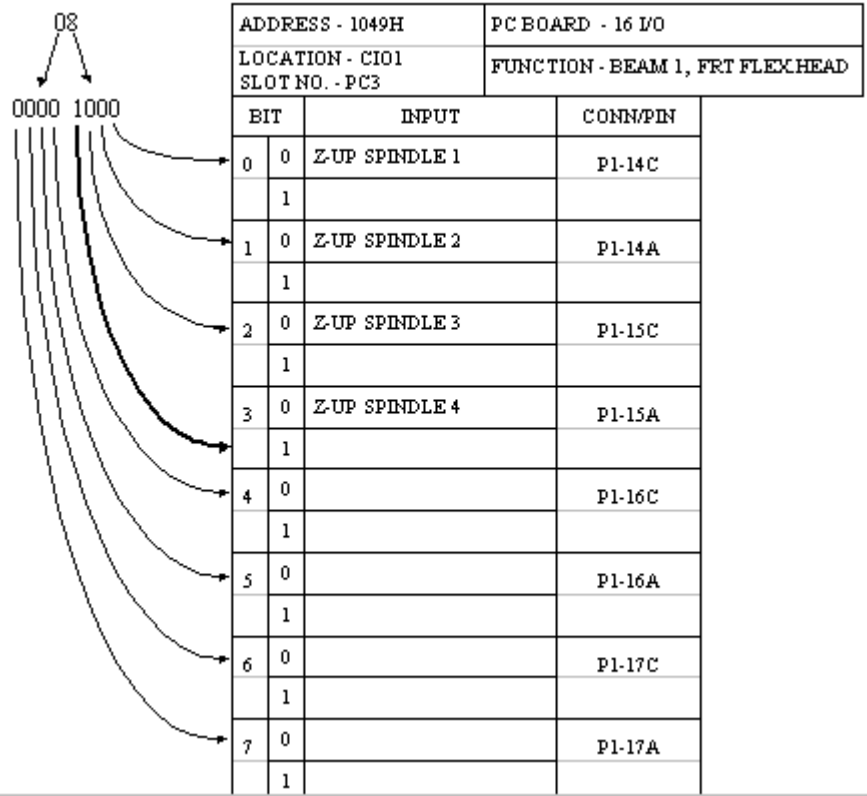 08
0000 1000
ADDRESS - 1049H PC BOARD - 16 I/O
LOCATION - CIO1
SLOT NO. - PC3
FUNCTION - BEAM 1, FRT FLEX.HEAD
BIT INPUT CONN/PIN
0 0 Z-UP SPINDLE 1 P1-14C
1
1 0 Z-UP SPINDLE 2 P1-14A
1
2 0 Z-UP SPINDLE 3 P1-15C
1
3 0 Z-UP SPINDLE 4 P1-15A
1
4 0 P1-16C
1
5 0 P1-16A
1
6 0 P1-17C
1
7 0 P1-17A
1